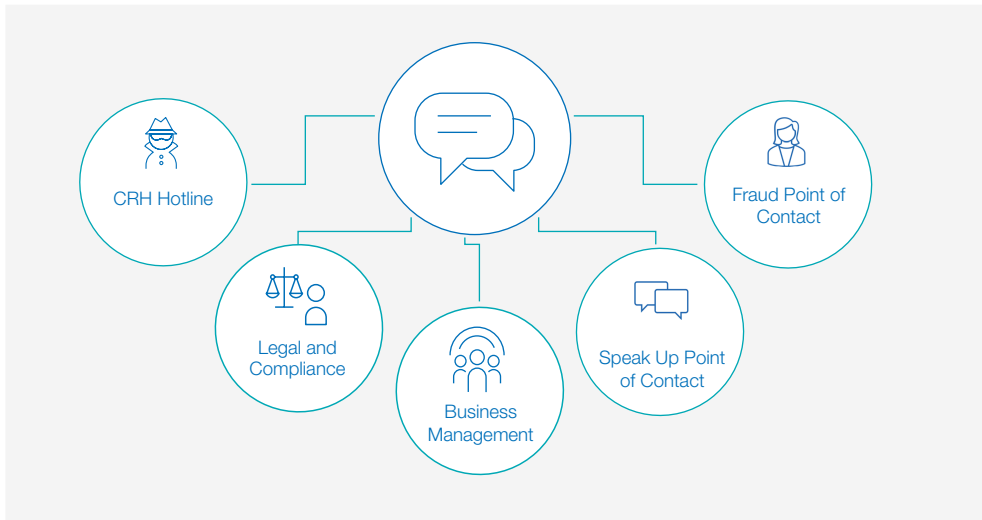 CRH Hotline
Legal and
Compliance
Business
Management
Speak Up Point
of Contact
Fraud Point of
Contact